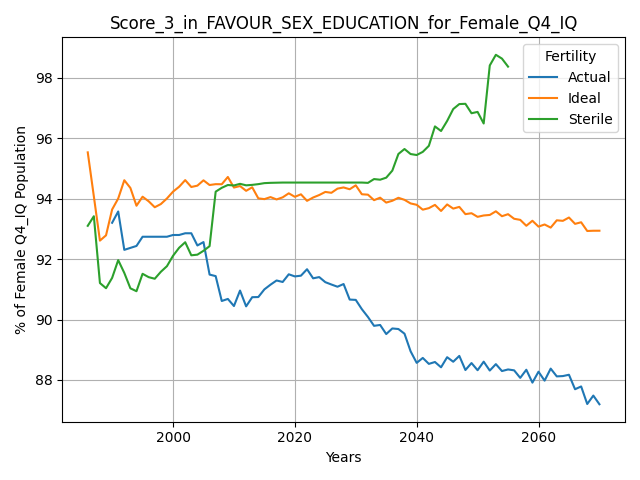 Score_3_in_FAVOUR_SEX_EDUCATION_for_Female_Q4_IQ
% of Female Q4_IQ Population
98
96
94
92
90
88
Fertility
Actual
Ideal
Sterile
2000 2020 2040 2060
Years